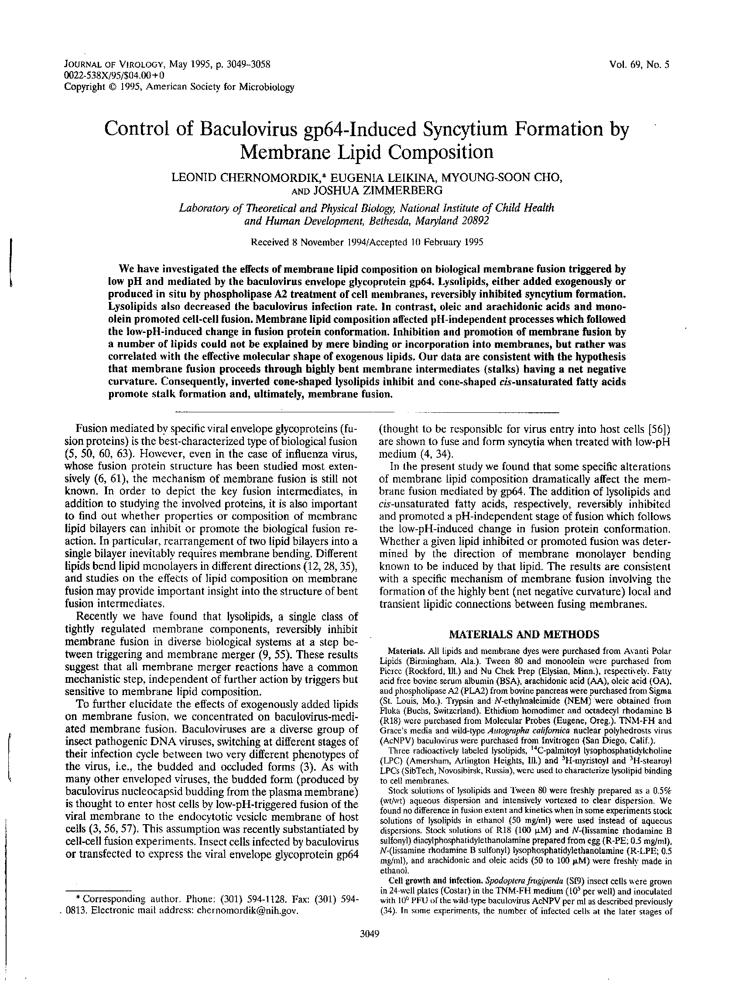 JOURNAL OF VIROLOGY, May 1995, p. 3049–3058
Vol. 69, No. 5
0022-538X/95/$04.00+0
Copyright © 1995, American Society for Microbiology
Control of Baculovirus gp64-Induced Syncytium Formation by
Membrane Lipid Composition
LEONID CHERNOMORDIK,* EUGENIA LEIKINA, MYOUNG-SOON CHO,
AND JOSHUA ZIMMERBERG
Laboratory of Theoretical and Physical Biology, National Institute of Child Health
and Human Development, Bethesda, Maryland 20892
Received 8 November 1994/Accepted 10 February 1995
We have investigated the effects of membrane lipid composition on biological membrane fusion triggered by
low pH and mediated by the baculovirus envelope glycoprotein gp64. Lysolipids, either added exogenously or
produced in situ by phospholipase A2 treatment of cell membranes, reversibly inhibited syncytium formation.
Lysolipids also decreased the baculovirus infection rate. In contrast, oleic and arachidonic acids and mono-
olein promoted cell-cell fusion. Membrane lipid composition affected pH-independent processes which followed
the low-pH-induced change in fusion protein conformation. Inhibition and promotion of membrane fusion by
a number of lipids could not be explained by mere binding or incorporation into membranes, but rather was
correlated with the effective molecular shape of exogenous lipids. Our data are consistent with the hypothesis
that membrane fusion proceeds through highly bent membrane intermediates (stalks) having a net negative
curvature. Consequently, inverted cone-shaped lysolipids inhibit and cone-shaped cis-unsaturated fatty acids
promote stalk formation and, ultimately, membrane fusion.
Fusion mediated by specific viral envelope glycoproteins (fu-
sion proteins) is the best-characterized type of biological fusion
(5, 50, 60, 63). However, even in the case of influenza virus,
whose fusion protein structure has been studied most exten-
sively (6, 61), the mechanism of membrane fusion is still not
known. In order to depict the key fusion intermediates, in
addition to studying the involved proteins, it is also important
to find out whether properties or composition of membrane
lipid bilayers can inhibit or promote the biological fusion re-
action. In particular, rearrangement of two lipid bilayers into a
single bilayer inevitably requires membrane bending. Different
lipids bend lipid monolayers in different directions (12, 28, 35),
and studies on the effects of lipid composition on membrane
fusion may provide important insight into the structure of bent
fusion intermediates.
Recently we have found that lysolipids, a single class of
tightly regulated membrane components, reversibly inhibit
membrane fusion in diverse biological systems at a step be-
tween triggering and membrane merger (9, 55). These results
suggest that all membrane merger reactions have a common
mechanistic step, independent of further action by triggers but
sensitive to membrane lipid composition.
To further elucidate the effects of exogenously added lipids
on membrane fusion, we concentrated on baculovirus-medi-
ated membrane fusion. Baculoviruses are a diverse group of
insect pathogenic DNA viruses, switching at different stages of
their infection cycle between two very different phenotypes of
the virus, i.e., the budded and occluded forms (3). As with
many other enveloped viruses, the budded form (produced by
baculovirus nucleocapsid budding from the plasma membrane)
is thought to enter host cells by low-pH-triggered fusion of the
viral membrane to the endocytotic vesicle membrane of host
cells (3, 56, 57). This assumption was recently substantiated by
cell-cell fusion experiments. Insect cells infected by baculovirus
or transfected to express the viral envelope glycoprotein gp64
* Corresponding author. Phone: (301) 594-1128. Fax: (301) 594-
0813. Electronic mail address: chernomordik@nih.gov.
(thought to be responsible for virus entry into host cells [56])
are shown to fuse and form syncytia when treated with low-pH
medium (4, 34).
In the present study we found that some specific alterations
of membrane lipid composition dramatically affect the mem-
brane fusion mediated by gp64. The addition of lysolipids and
cis-unsaturated fatty acids, respectively, reversibly inhibited
and promoted a pH-independent stage of fusion which follows
the low-pH-induced change in fusion protein conformation.
Whether a given lipid inhibited or promoted fusion was deter-
mined by the direction of membrane monolayer bending
known to be induced by that lipid. The results are consistent
with a specific mechanism of membrane fusion involving the
formation of the highly bent (net negative curvature) local and
transient lipidic connections between fusing membranes.
MATERIALS AND METHODS
Materials. All lipids and membrane dyes were purchased from Avanti Polar
Lipids (Birmingham, Ala.). Tween 80 and monoolein were purchased from
Pierce (Rockford, Ill.) and Nu Chek Prep (Elysian, Minn.), respectively. Fatty
acid free bovine serum albumin (BSA), arachidonic acid (AA), oleic acid (OA),
and phospholipase A2 (PLA2) from bovine pancreas were purchased from Sigma
(St. Louis, Mo.). Trypsin and N-ethylmaleimide (NEM) were obtained from
Fluka (Buchs, Switzerland). Ethidium homodimer and octadecyl rhodamine B
(R18) were purchased from Molecular Probes (Eugene, Oreg.). TNM-FH and
Grace's media and wild-type Autographa californica nuclear polyhedrosis virus
(AcNPV) baculovirus were purchased from Invitrogen (San Diego, Calif.).
Three radioactively labeled lysolipids, ¹⁴C-palmitoyl lysophosphatidylcholine
(LPC) (Amersham, Arlington Heights, Ill.) and ³H-myristoyl and ³H-stearoyl
LPCs (SibTech, Novosibirsk, Russia), were used to characterize lysolipid binding
to cell membranes.
Stock solutions of lysolipids and Tween 80 were freshly prepared as a 0.5%
(wt/wt) aqueous dispersion and intensively vortexed to clear dispersion. We
found no difference in fusion extent and kinetics when in some experiments stock
solutions of lysolipids in ethanol (50 mg/ml) were used instead of aqueous
dispersions. Stock solutions of R18 (100 μM) and N-(lissamine rhodamine B
sulfonyl) diacylphosphatidylethanolamine prepared from egg (R-PE; 0.5 mg/ml),
N-(lissamine rhodamine B sulfonyl) lysophosphatidylethanolamine (R-LPE; 0.5
mg/ml), and arachidonic and oleic acids (50 to 100 μM) were freshly made in
ethanol.
Cell growth and infection. Spodoptera frugiperda (Sf9) insect cells were grown
in 24-well plates (Costar) in the TNM-FH medium (10⁵ per well) and inoculated
with 10⁶ PFU of the wild-type baculovirus AcNPV per ml as described previously
(34). In some experiments, the number of infected cells at the later stages of
3049